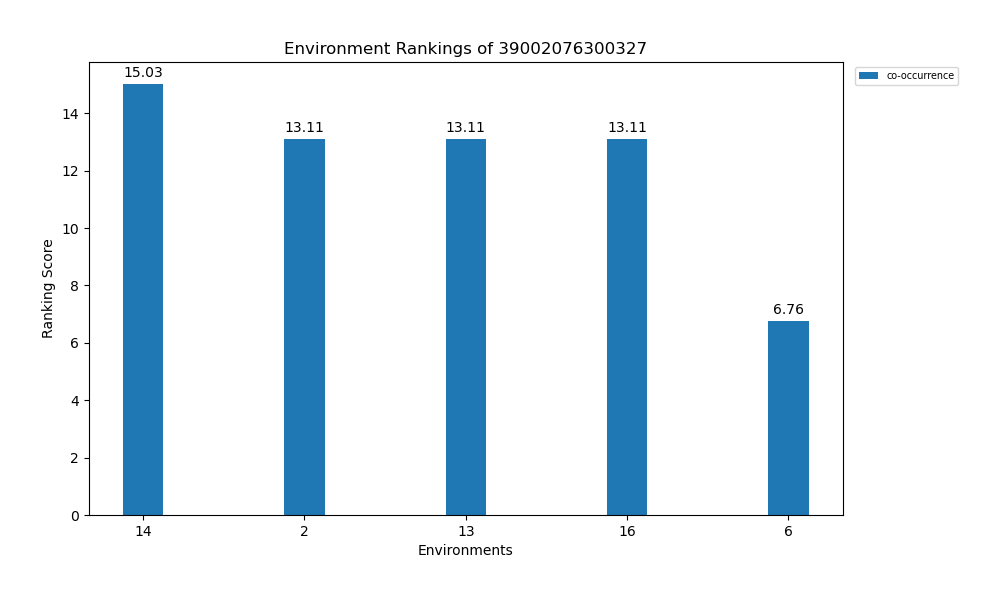 Environment Rankings of 39002076300327
15.03
13.11
13.11
13.11
6.76
co-occurrence
Ranking Score
14
12
10
8
6
4
2
0
14 2 13 16 6
Environments